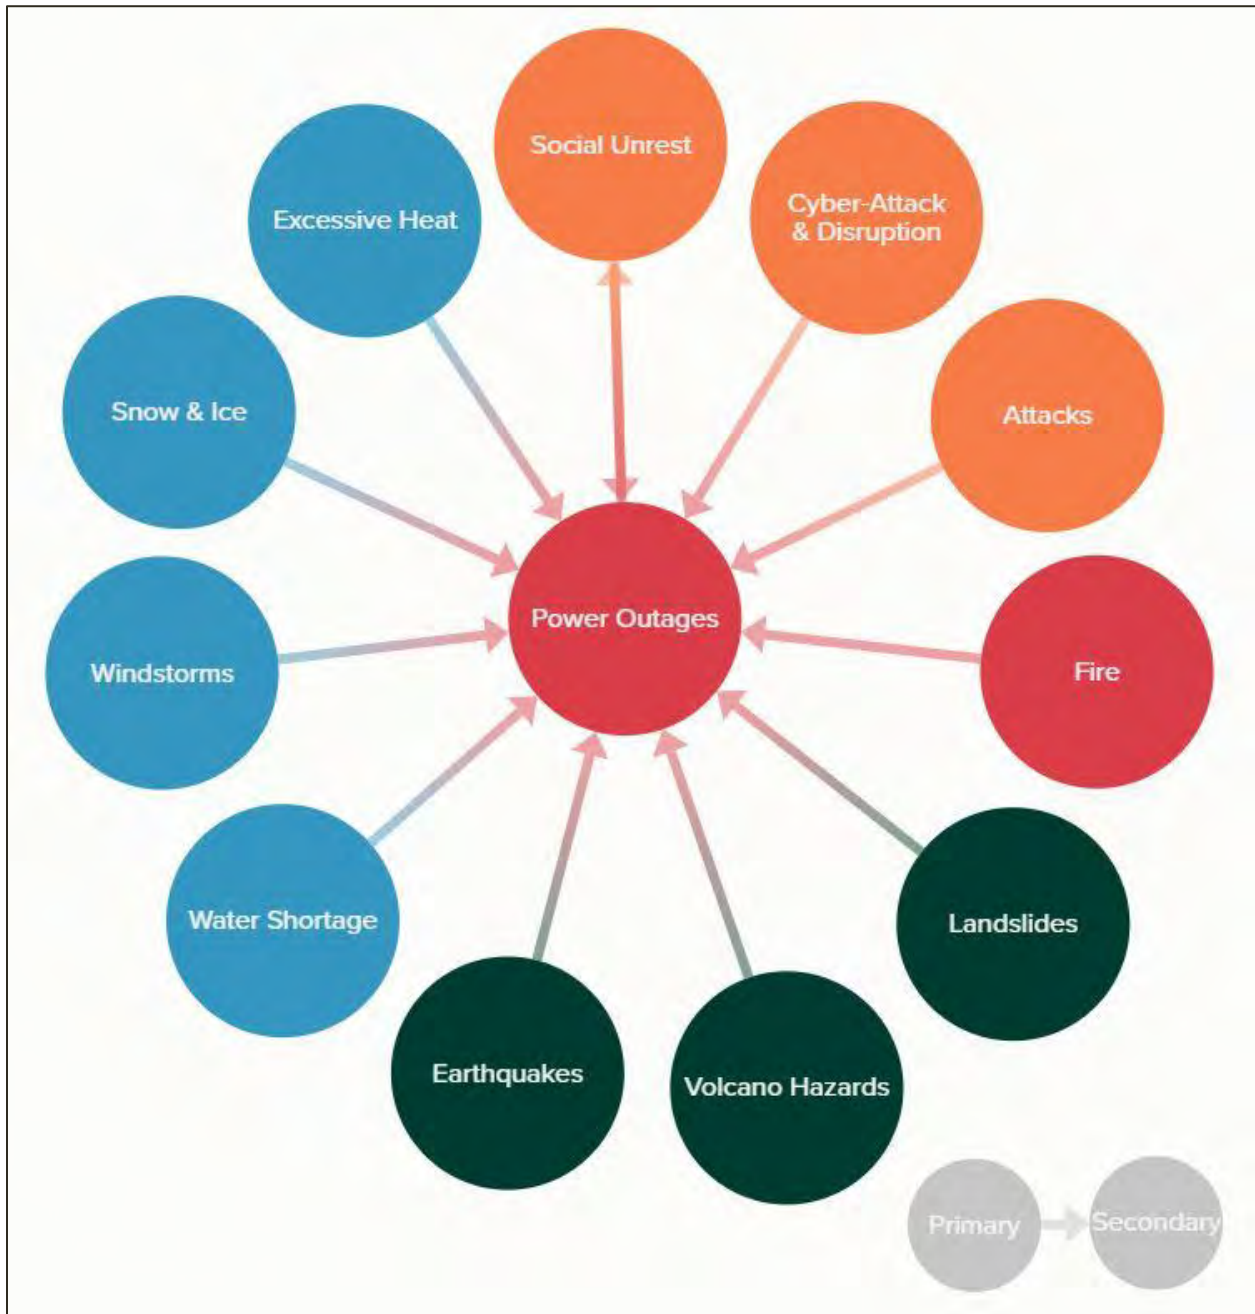 Social Unrest
Cyber-Attack
& Disruption
Excessive Heat
Attacks
Snow & Ice
Power Outages
Windstorms
Fire
Water Shortage
Landslides
Earthquakes
Volcano Hazards
Primary
Secondary